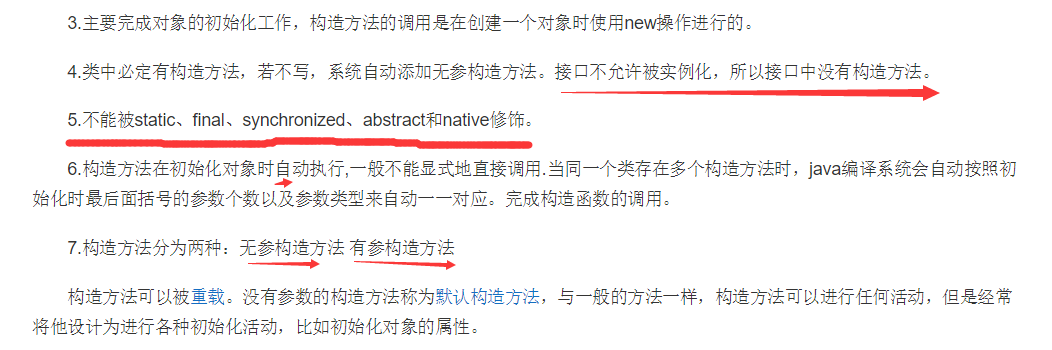 3.主要完成对象的初始化工作，构造方法的调用是在创建一个对象时使用new操作进行的。
4.类中必定有构造方法，若不写，系统自动添加无参构造方法。接口不允许被实例化，所以接口中没有构造方法。
5.不能被static、final、synchronized、abstract和native修饰。
6.构造方法在初始化对象时自动执行,一般不能显式地直接调用.当同一个类存在多个构造方法时，java编译系统会自动按照初
始化时最后面括号的参数个数以及参数类型来自动一一对应。完成构造函数的调用。
7.构造方法分为两种：无参构造方法 有参构造方法
构造方法可以被重载。没有参数的构造方法称为默认构造方法，与一般的方法一样，构造方法可以进行任何活动，但是经常
将他设计为进行各种初始化活动，比如初始化对象的属性。